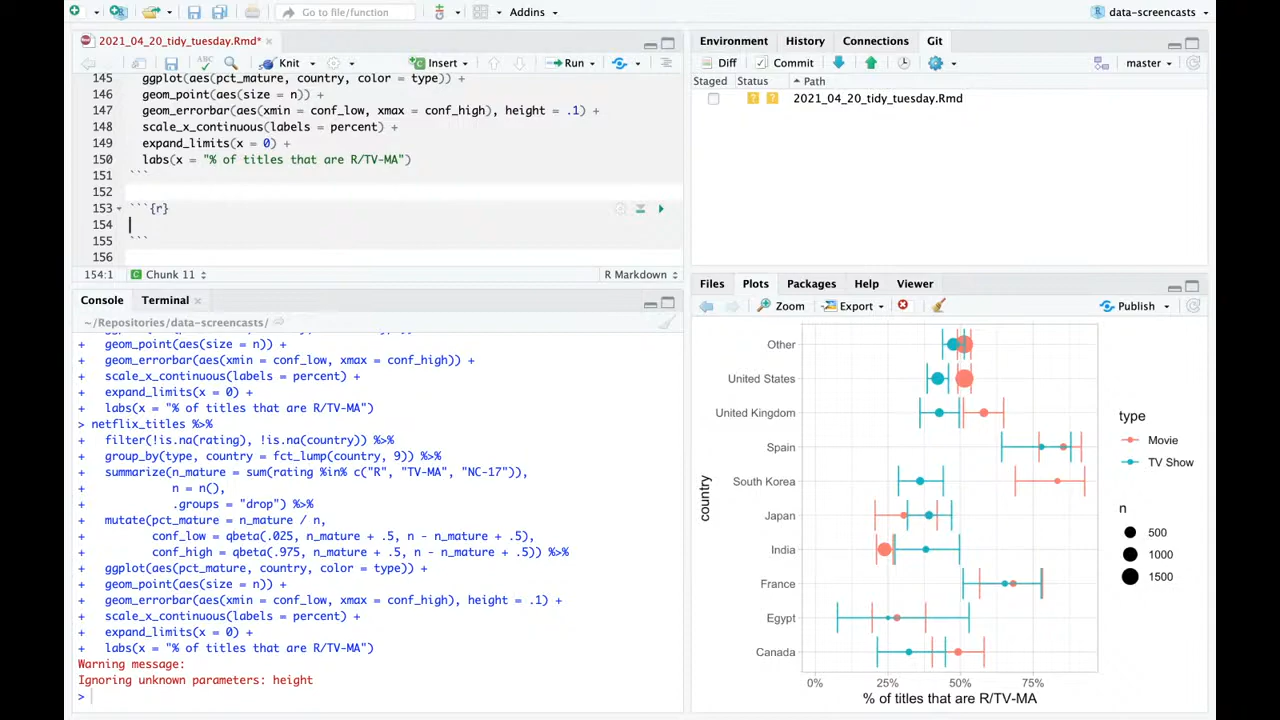 Go to file/function
Addins
data-screencasts
2021_04_20_tidy_tuesday.Rmd*
ABC
Knit
Insert
Run
145 ggplot(aes(pct_mature, country, color = type)) +
146 geom_point(aes(size = n)) +
147 geom_errorbar(aes(xmin = conf_low, xmax = conf_high), height = .1) +
148 scale_x_continuous(labels = percent) +
149 expand_limits(x = 0) +
150 labs(x = "% of titles that are R/TV-MA")
151 ```
152
153 ```{r}
154
155 ```
156
154:1 Chunk 11 R Markdown
Console Terminal
~/Repositories/data-screencasts/
+ geom_point(aes(size = n)) +
+ geom_errorbar(aes(xmin = conf_low, xmax = conf_high)) +
+ scale_x_continuous(labels = percent) +
+ expand_limits(x = 0) +
+ labs(x = "% of titles that are R/TV-MA")
> netflix_titles %>%
+ filter(!is.na(rating), !is.na(country)) %>%
+ group_by(type, country = fct_lump(country, 9)) %>%
+ summarize(n_mature = sum(rating %in% c("R", "TV-MA", "NC-17")),
+ n = n(),
+ .groups = "drop") %>%
+ mutate(pct_mature = n_mature / n,
+ conf_low = qbeta(.025, n_mature + .5, n - n_mature + .5),
+ conf_high = qbeta(.975, n_mature + .5, n - n_mature + .5)) %>%
+ ggplot(aes(pct_mature, country, color = type)) +
+ geom_point(aes(size = n)) +
+ geom_errorbar(aes(xmin = conf_low, xmax = conf_high), height = .1) +
+ scale_x_continuous(labels = percent) +
+ expand_limits(x = 0) +
+ labs(x = "% of titles that are R/TV-MA")
Warning message:
Ignoring unknown parameters: height
>
Environment History Connections Git
Diff Commit master
Staged Status Path
2021_04_20_tidy_tuesday.Rmd
Files Plots Packages Help Viewer
Zoom Export Publish
Other
United States
United Kingdom
Spain
South Korea
Japan
India
France
Egypt
Canada
country
0% 25% 50% 75%
% of titles that are R/TV-MA
type
Movie
TV Show
n
500
1000
1500